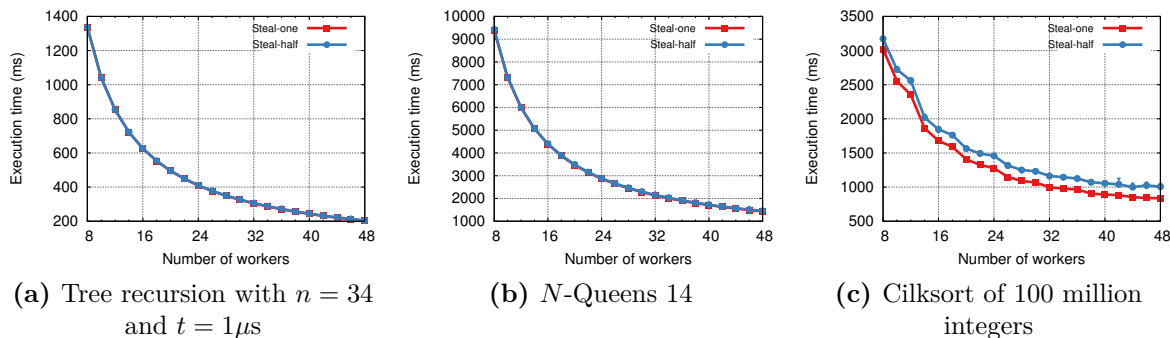 1400
1200
1000
800
600
400
200
8
16
24
32
40
48
Execution time (ms)
Number of workers
Steal-one
Steal-half
(a) Tree recursion with n = 34
and t = 1μs
10000
9000
8000
7000
6000
5000
4000
3000
2000
1000
8
16
24
32
40
48
Execution time (ms)
Number of workers
Steal-one
Steal-half
(b) N-Queens 14
3500
3000
2500
2000
1500
1000
500
8
16
24
32
40
48
Execution time (ms)
Number of workers
Steal-one
Steal-half
(c) Cilksort of 100 million
integers